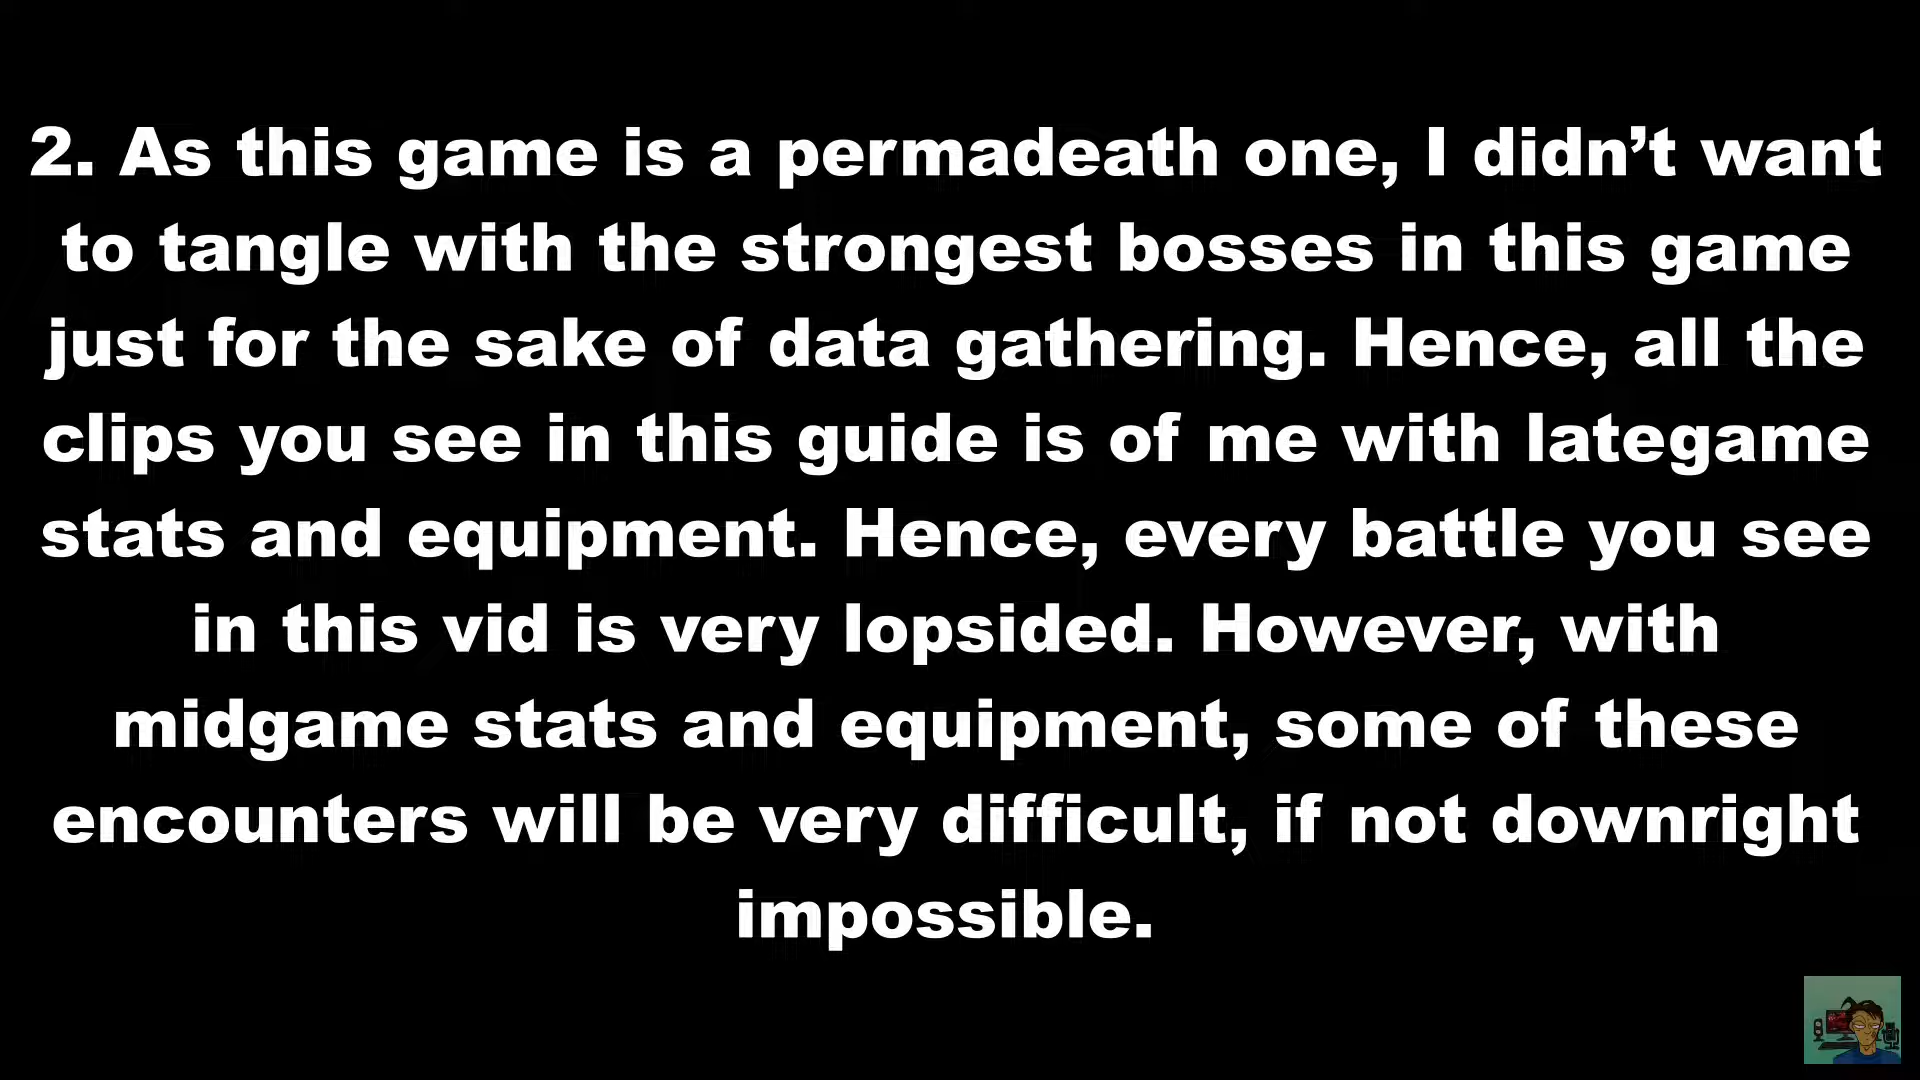 2. As this game is a permadeath one, I didn’t want
to tangle with the strongest bosses in this game
just for the sake of data gathering. Hence, all the
clips you see in this guide is of me with lategame
stats and equipment. Hence, every battle you see
in this vid is very lopsided. However, with
midgame stats and equipment, some of these
encounters will be very difficult, if not downright
impossible.